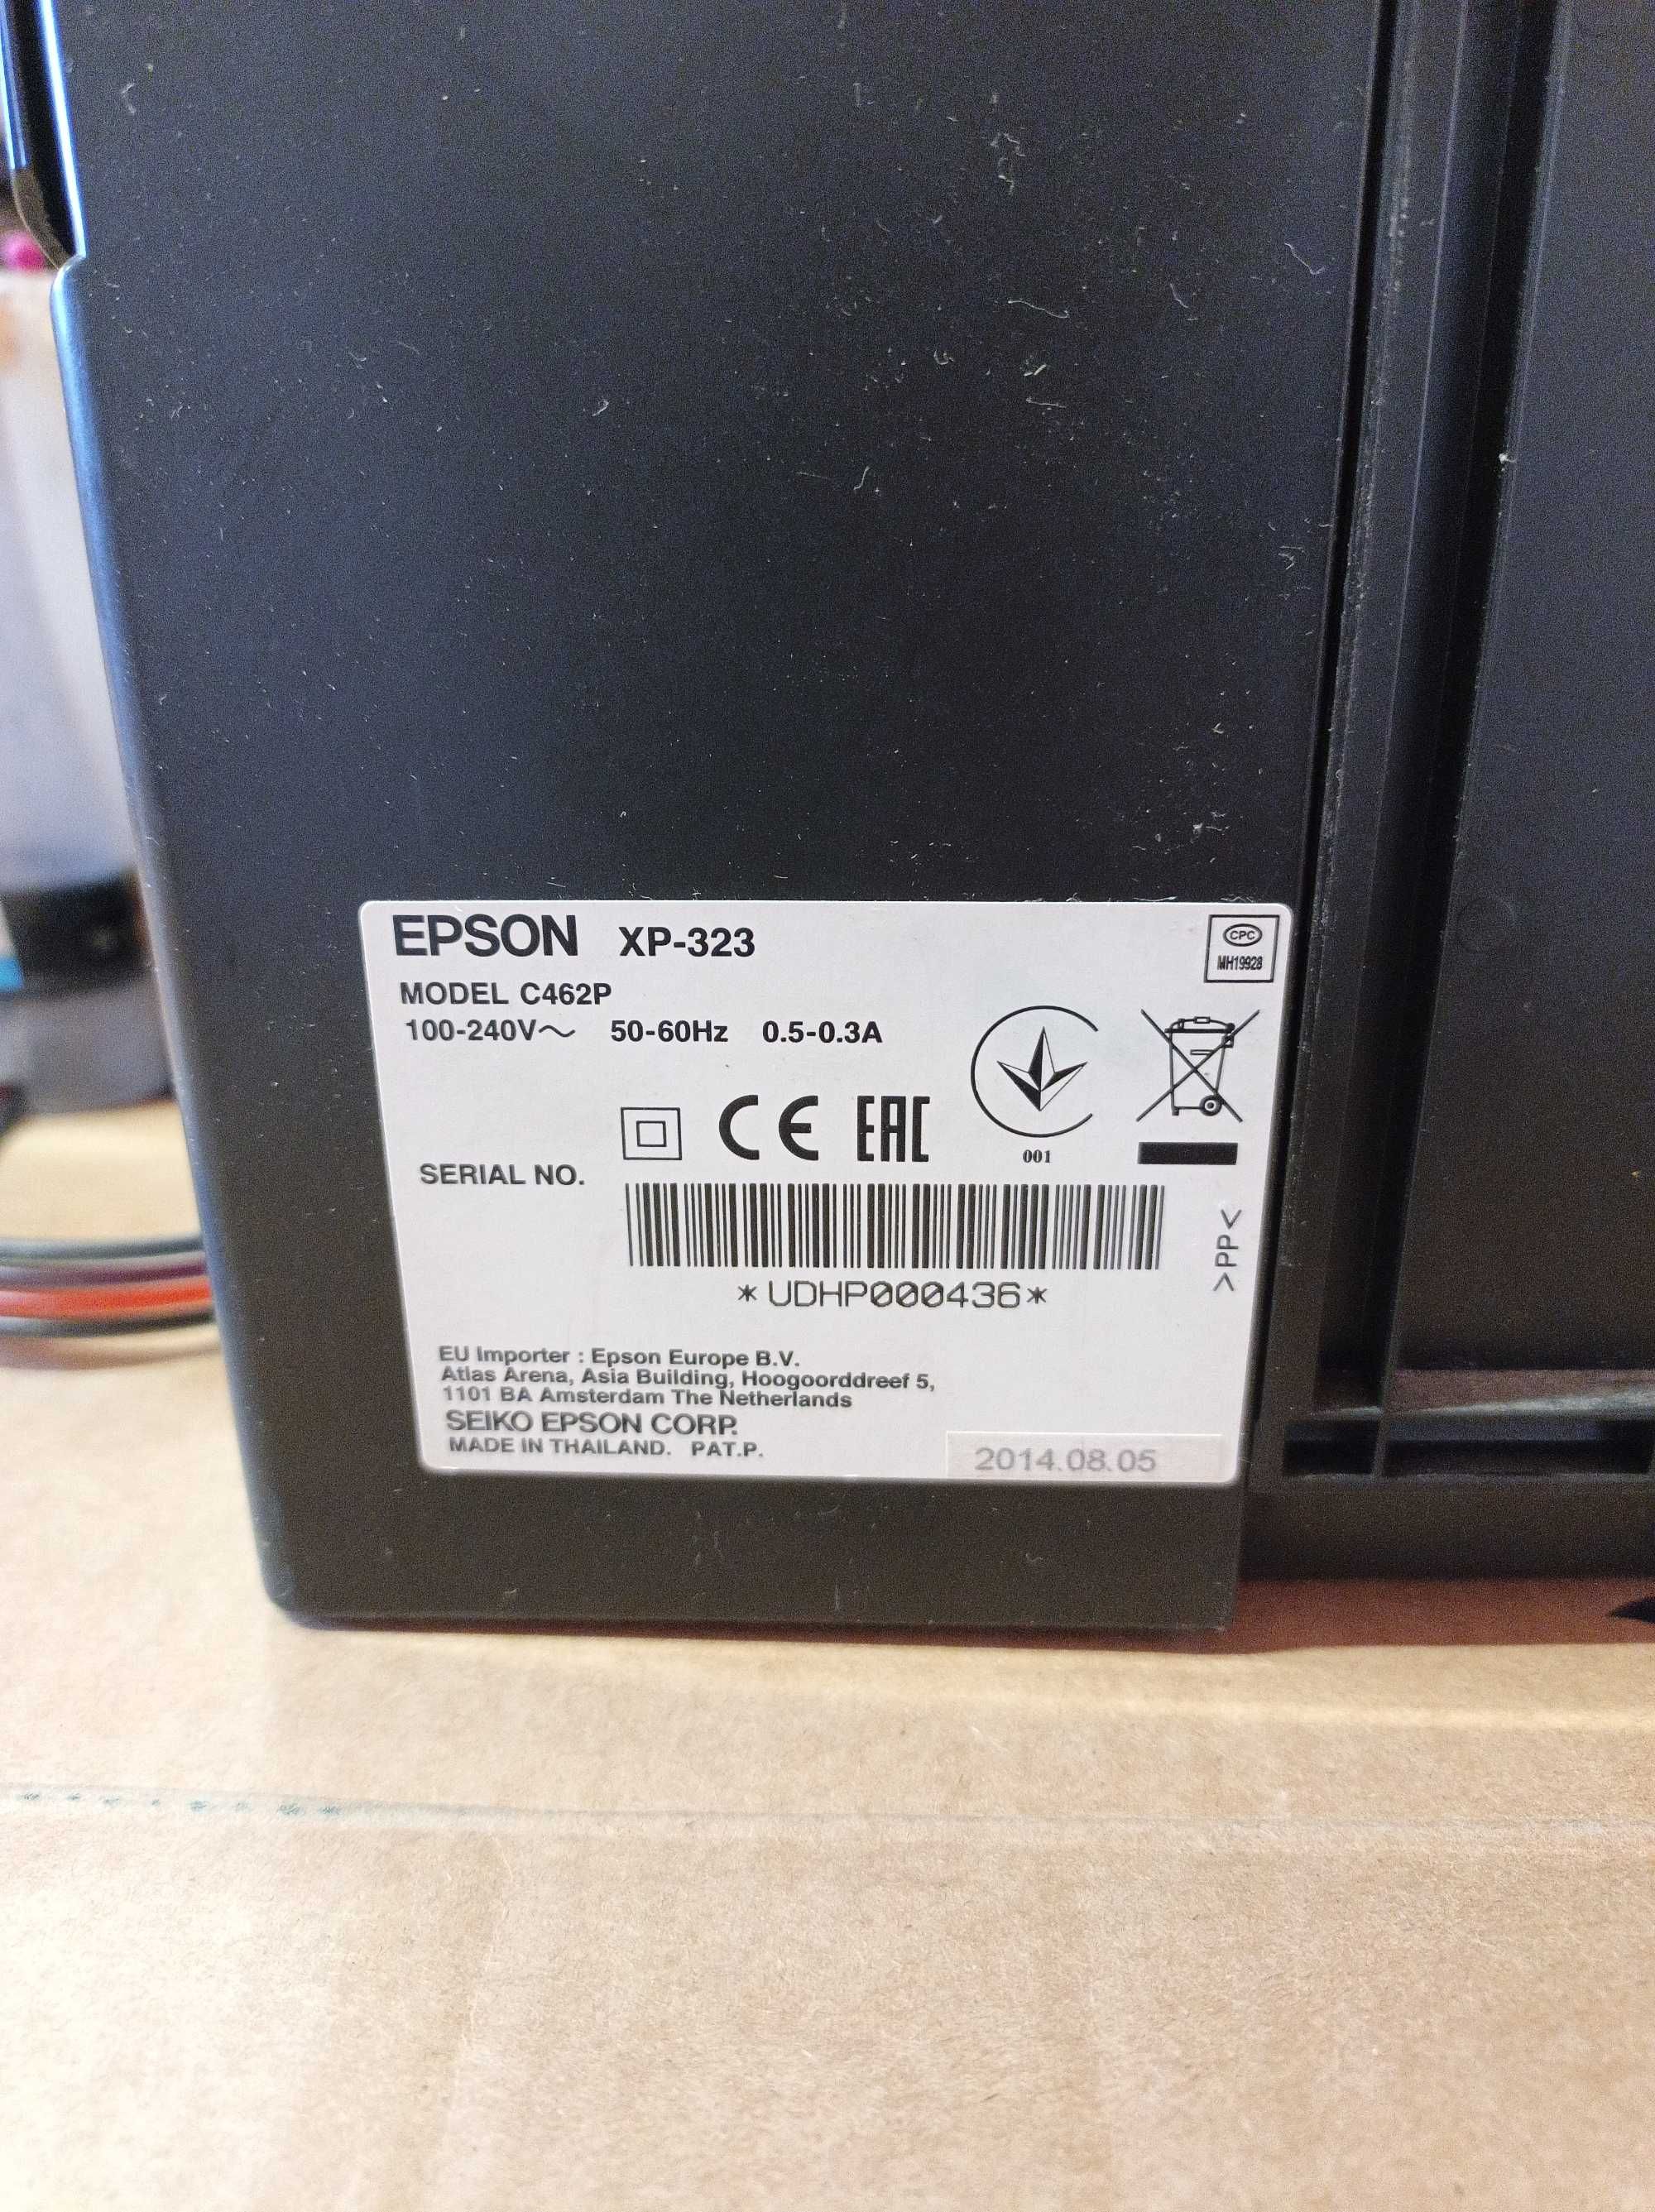 EPSON XP-323
CPC
MH19928
MODEL C462P
100-240V～ 50-60Hz 0.5-0.3A
CE EAC
001
SERIAL NO.
*UDHP000436*
>PP<
EU Importer : Epson Europe B.V.
Atlas Arena, Asia Building, Hoogoorddreef 5,
1101 BA Amsterdam The Netherlands
SEIKO EPSON CORP.
MADE IN THAILAND. PAT.P.
2014.08.05